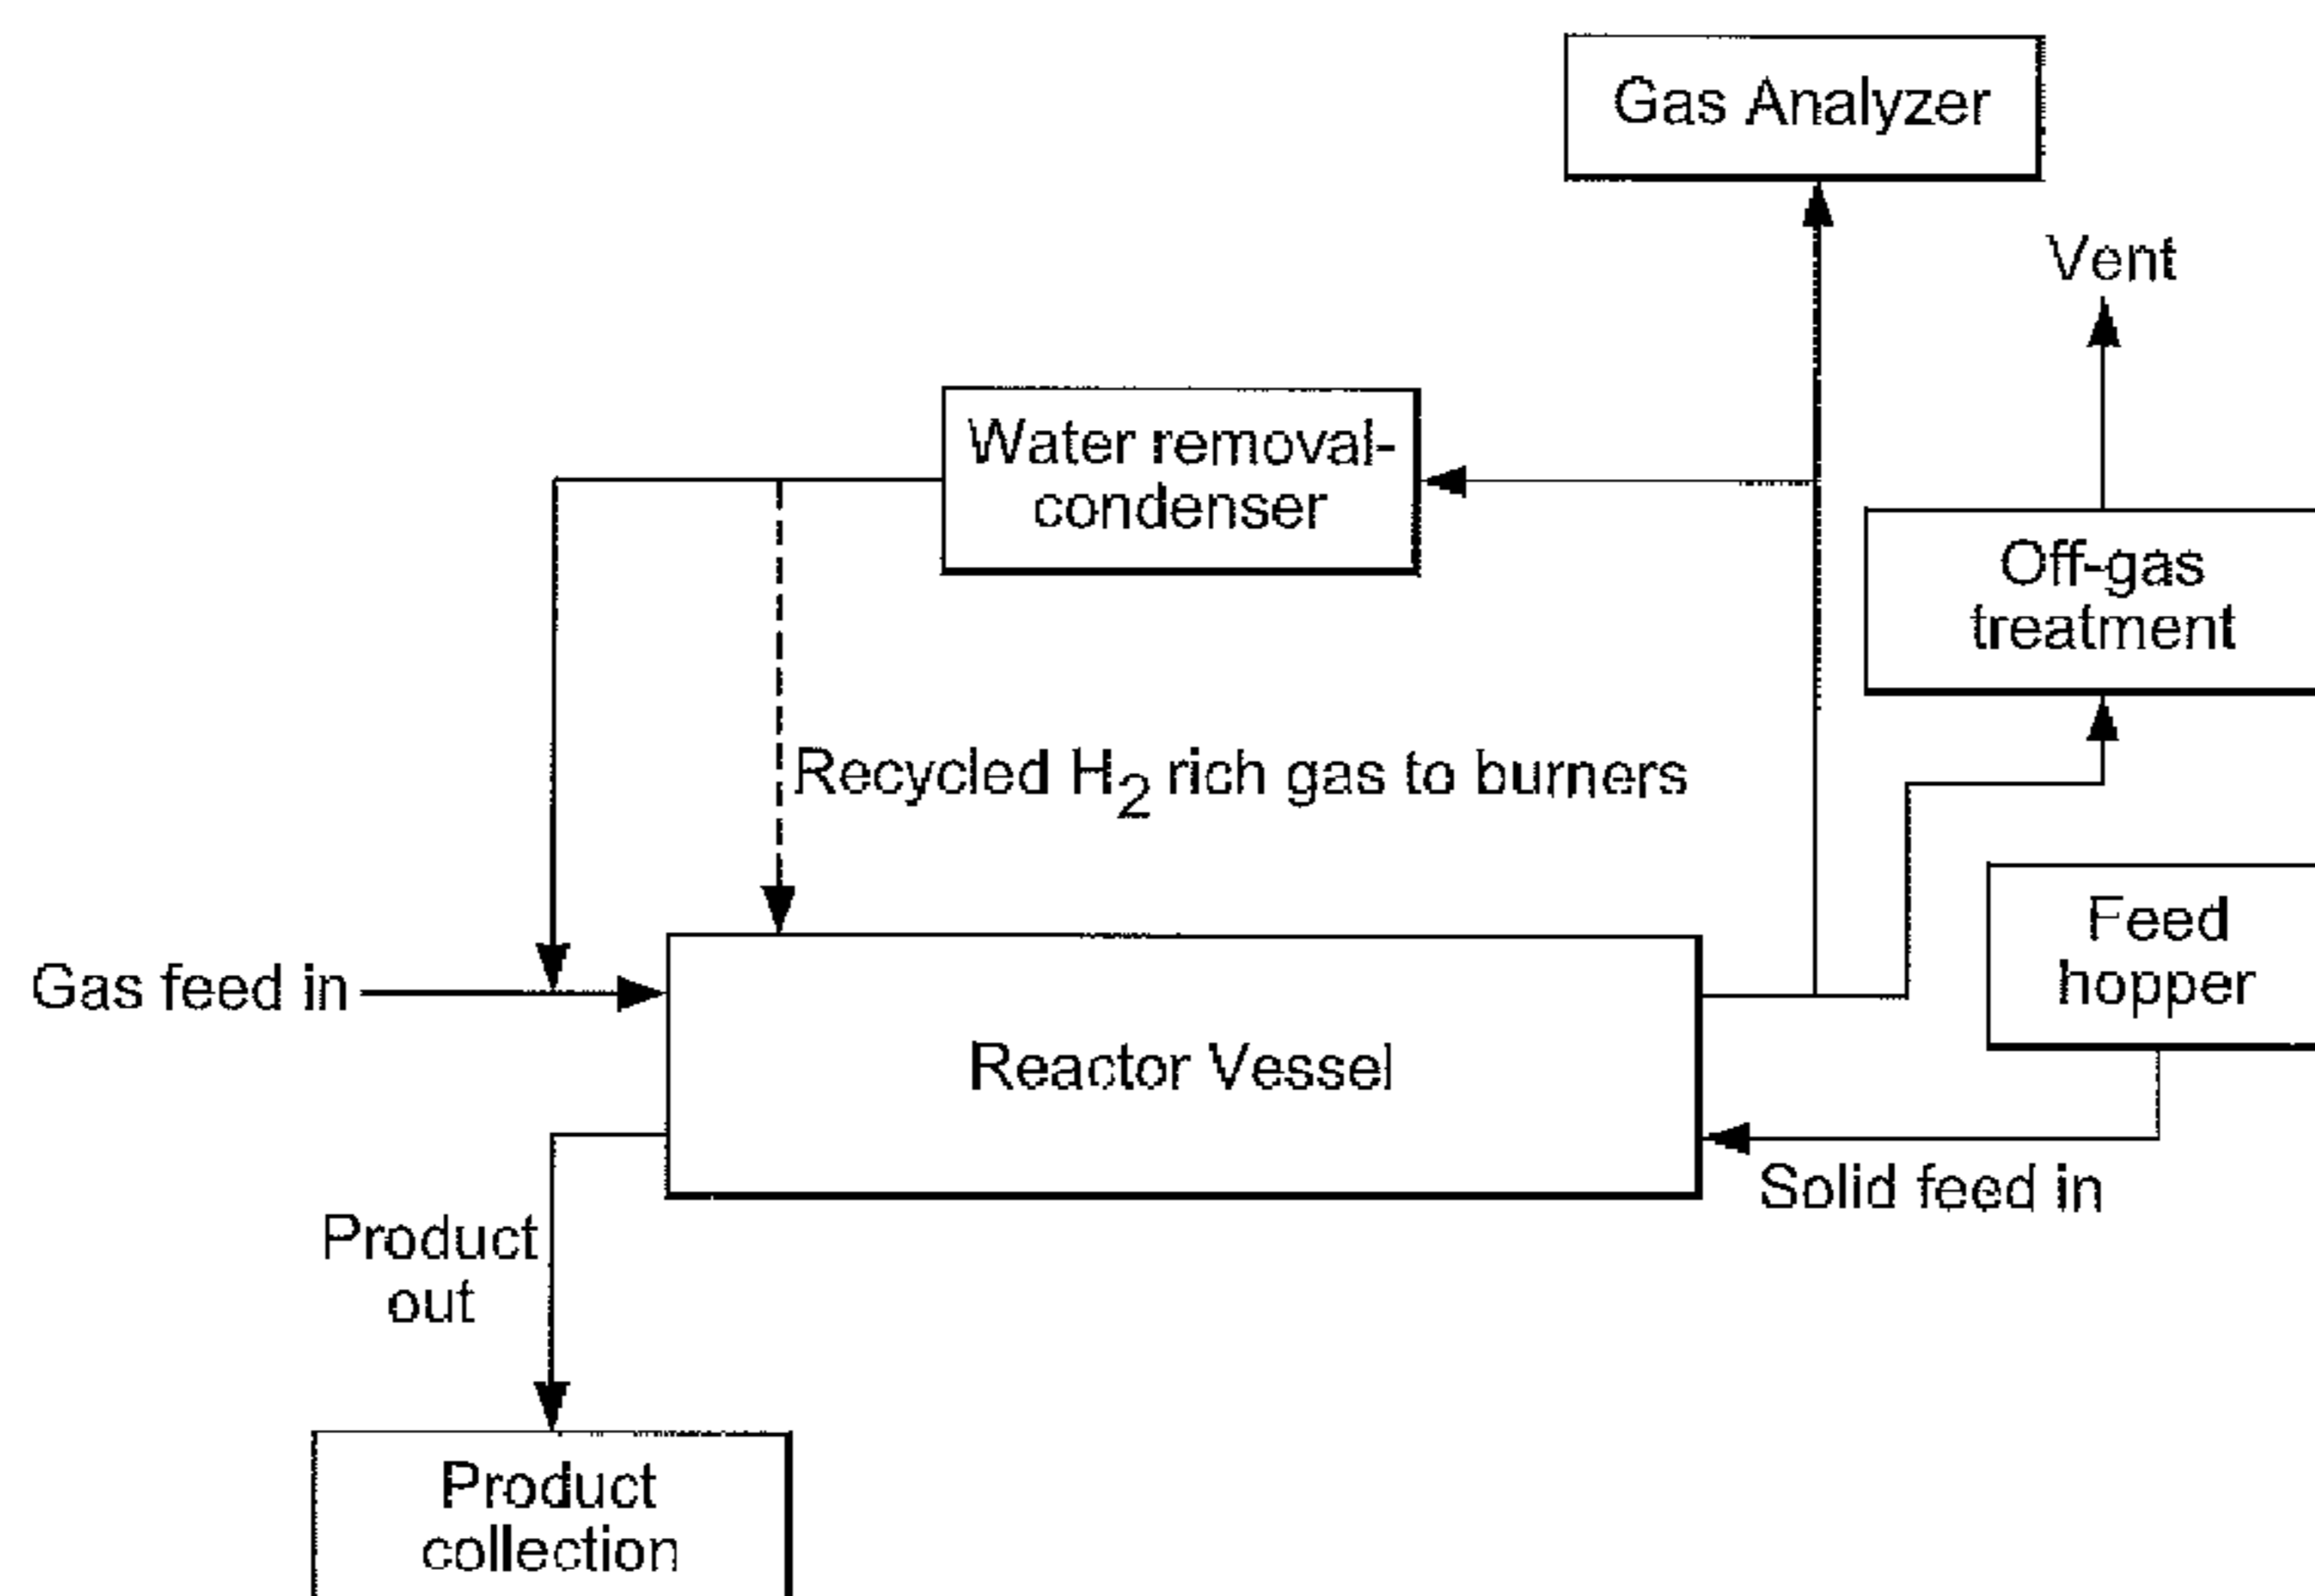 Gas Analyzer
Vent
Water removal-
condenser
Off-gas
treatment
Recycled H₂ rich gas to burners
Feed
hopper
Gas feed in
Reactor Vessel
Solid feed in
Product
out
Product
collection